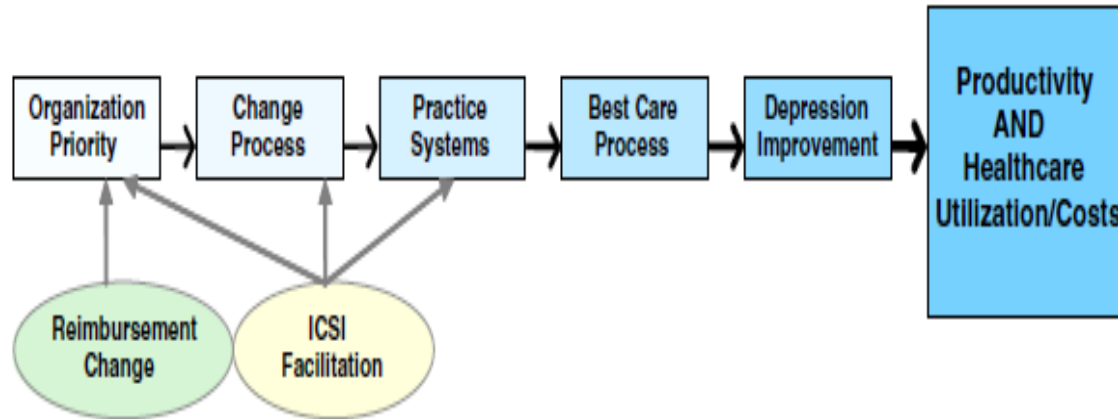 Organization
Priority
Change
Process
Practice
Systems
Best Care
Process
Depression
Improvement
Productivity
AND
Healthcare
Utilization/Costs
Reimbursement
Change
ICSI
Facilitation